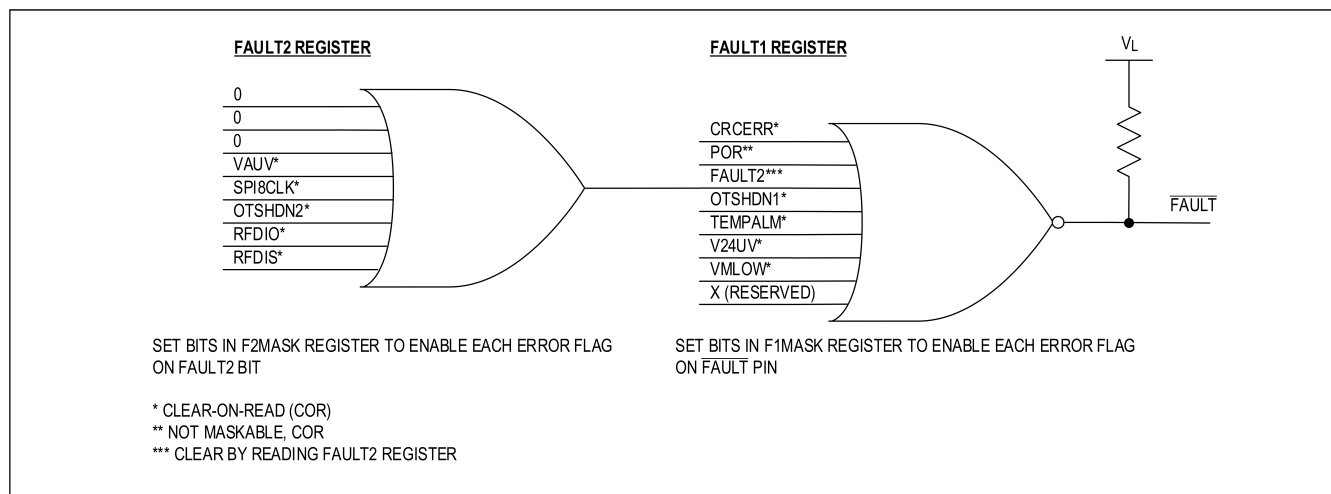 FAULT2 REGISTER
0
0
0
VAUV*
SPI8CLK*
OTSHDN2*
RFDIO*
RFDIS*
FAULT1 REGISTER
CRCERR*
POR**
FAULT2***
OTSHDN1*
TEMPALM*
V24UV*
VMLOW*
X (RESERVED)
VL
FAULT
SET BITS IN F2MASK REGISTER TO ENABLE EACH ERROR FLAG
ON FAULT2 BIT
SET BITS IN F1MASK REGISTER TO ENABLE EACH ERROR FLAG
ON FAULT PIN
* CLEAR-ON-READ (COR)
** NOT MASKABLE, COR
*** CLEAR BY READING FAULT2 REGISTER